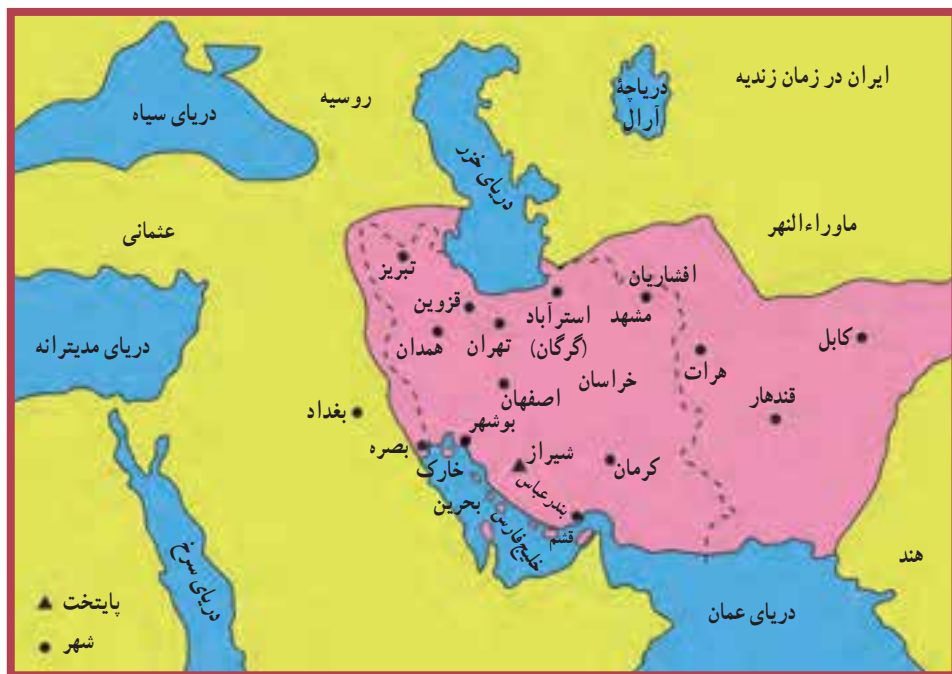 ایران در زمان زندیه
دریاچهٔ
آرال
روسیه
دریای سیاه
دریای خزر
ماوراءالنهر
عثمانی
افشاریان
مشهد
تبریز
قزوین
استرآباد
(گرگان)
تهران
همدان
کابل
هرات
دریای مدیترانه
خراسان
قندهار
اصفهان
بغداد
بوشهر
بصره
شیراز
کرمان
خارک
بندرعباس
بحرین
خلیج فارس
قشم
هند
دریای سرخ
دریای عمان
پایتخت
شهر